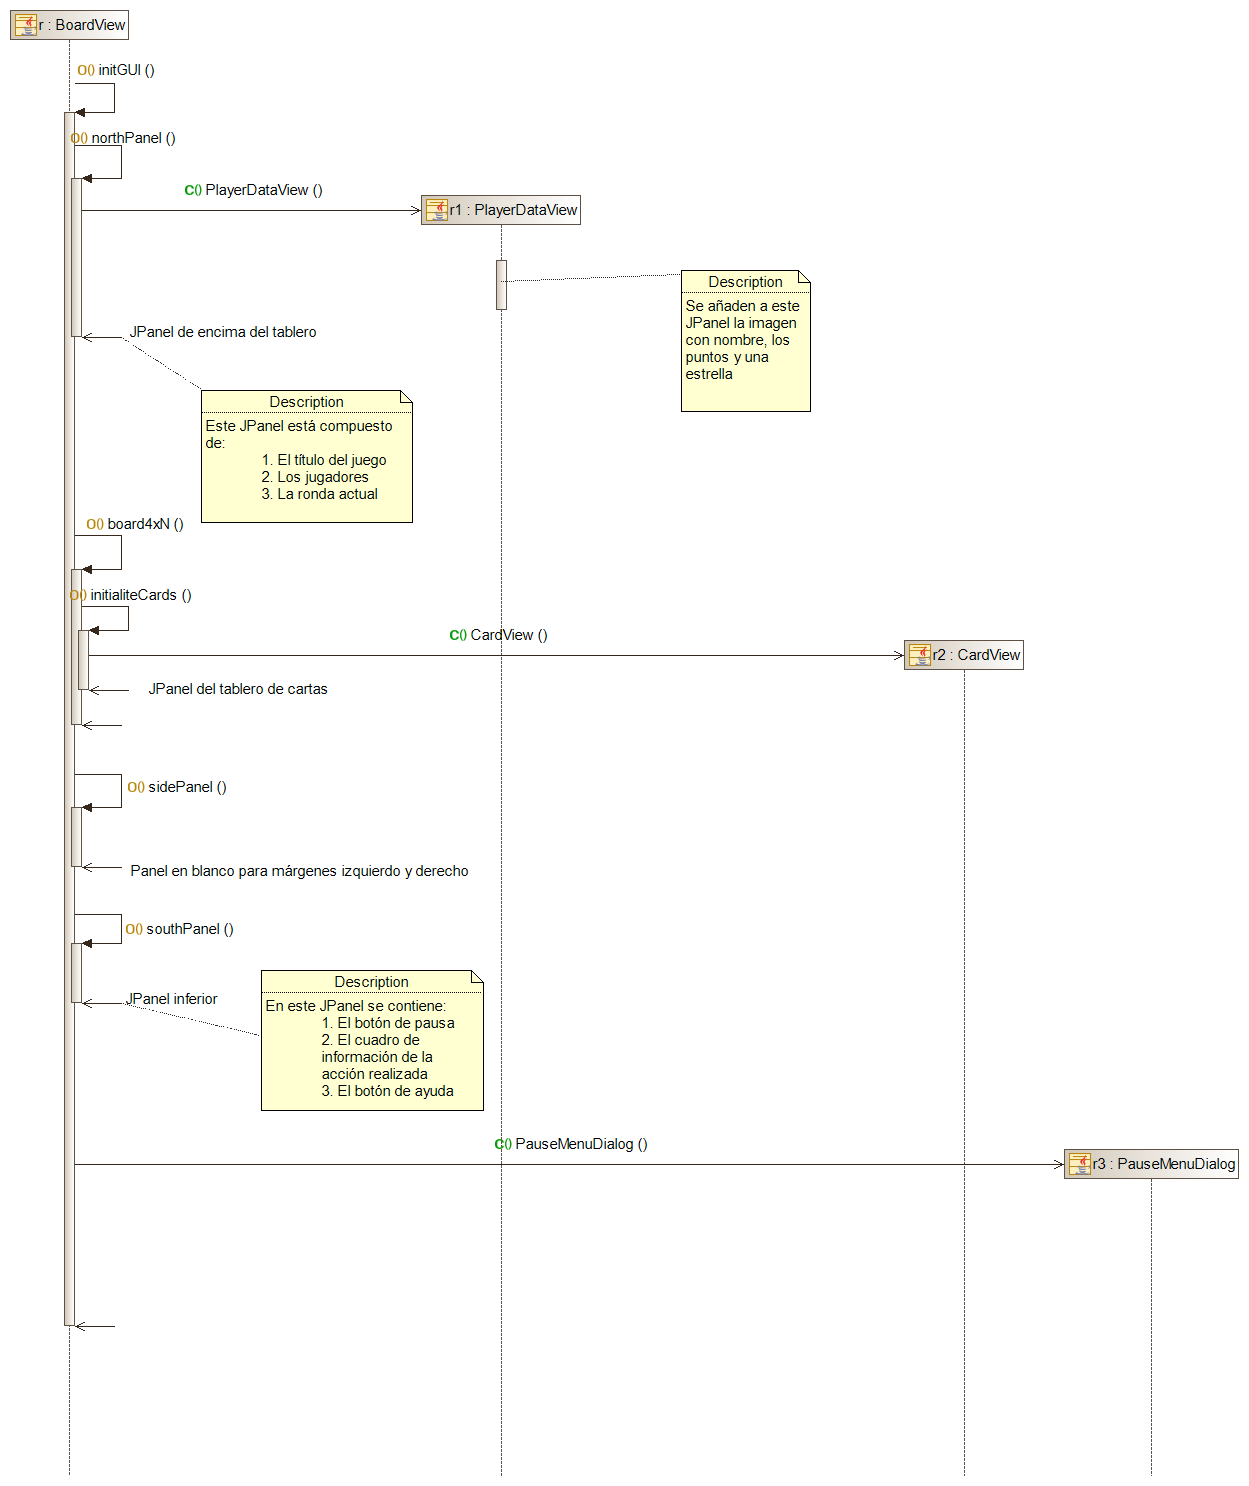 r : BoardView
O() initGUI ()
O() northPanel ()
C() PlayerDataView ()
r1 : PlayerDataView
Description
Se añaden a este
JPanel la imagen
con nombre, los
puntos y una
estrella
JPanel de encima del tablero
Description
Este JPanel está compuesto
de:
1. El título del juego
2. Los jugadores
3. La ronda actual
O() board4xN ()
O() initialiteCards ()
C() CardView ()
r2 : CardView
JPanel del tablero de cartas
O() sidePanel ()
Panel en blanco para márgenes izquierdo y derecho
O() southPanel ()
JPanel inferior
Description
En este JPanel se contiene:
1. El botón de pausa
2. El cuadro de
información de la
acción realizada
3. El botón de ayuda
C() PauseMenuDialog ()
r3 : PauseMenuDialog